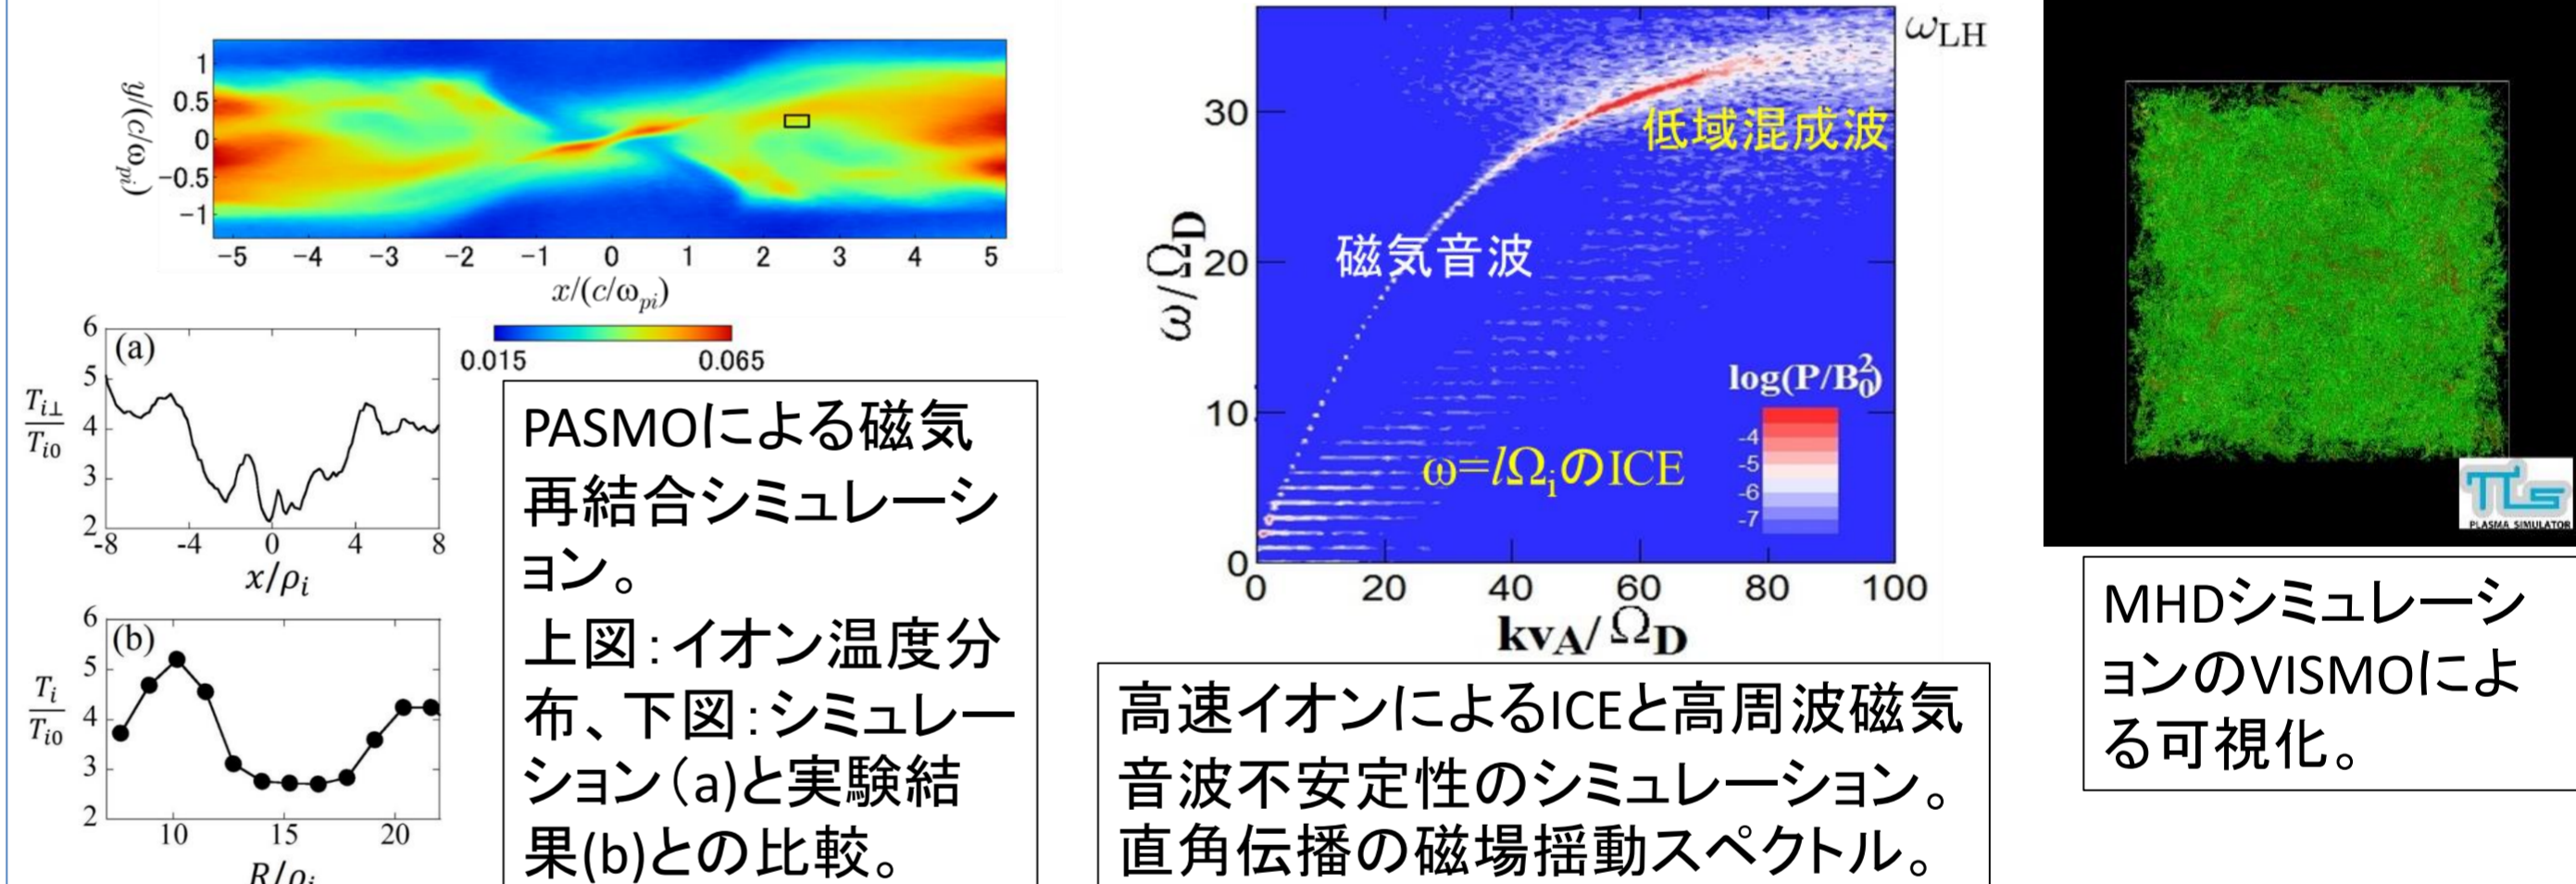 1
0.5
0
−0.5
−1
y/(c/ω_pi)
−5 −4 −3 −2 −1 0 1 2 3 4 5
x/(c/ω_pi)
0.015 0.065
(a)
6
5
4
3
2
T_i⊥/T_i0
-8 -4 0 4 8
x/ρ_i
(b)
6
5
4
3
2
T_i/T_i0
10 15 20
R/ρ_i
PASMOによる磁気
再結合シミュレーシ
ョン。
上図：イオン温度分
布、下図：シミュレー
ション（a)と実験結
果(b)との比較。
ω_LH
30
20
10
0
ω/Ω_D
低域混成波
磁気音波
log(P/B_0^2)
-4
-5
-6
-7
ω=lΩ_iのICE
0 20 40 60 80 100
kv_A/Ω_D
高速イオンによるICEと高周波磁気
音波不安定性のシミュレーション。
直角伝播の磁場揺動スペクトル。
PLASMA SIMULATOR
MHDシミュレーシ
ョンのVISMOによ
る可視化。